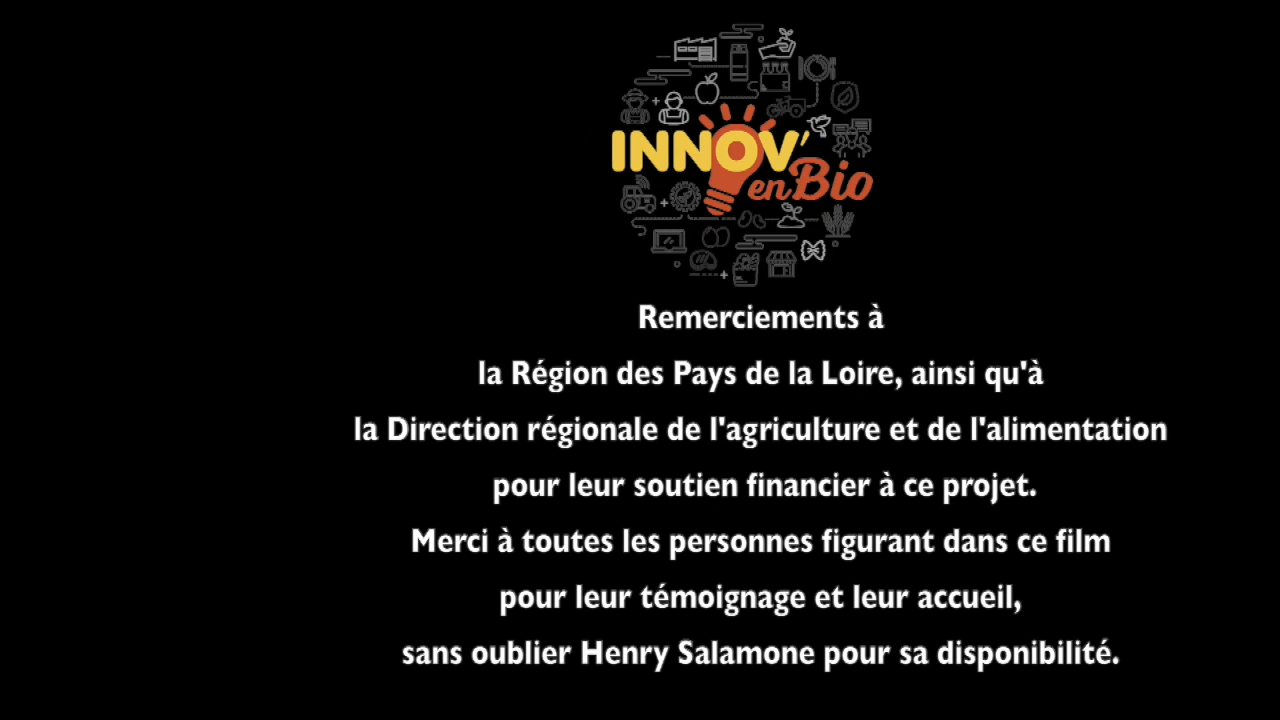 INNOV'
en Bio
Remerciements à
la Région des Pays de la Loire, ainsi qu'à
la Direction régionale de l'agriculture et de l'alimentation
pour leur soutien financier à ce projet.
Merci à toutes les personnes figurant dans ce film
pour leur témoignage et leur accueil,
sans oublier Henry Salamone pour sa disponibilité.